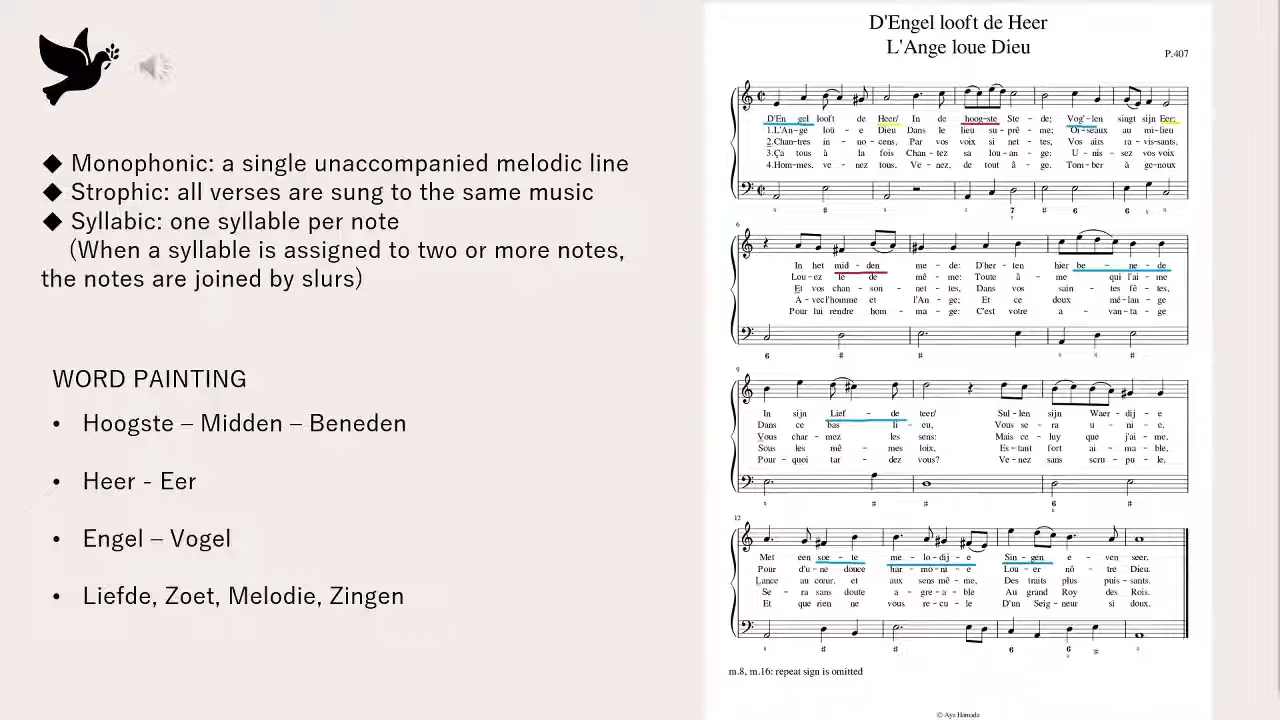 ◆ Monophonic: a single unaccompanied melodic line
◆ Strophic: all verses are sung to the same music
◆ Syllabic: one syllable per note
(When a syllable is assigned to two or more notes,
the notes are joined by slurs)
WORD PAINTING
• Hoogste – Midden – Beneden
• Heer - Eer
• Engel – Vogel
• Liefde, Zoet, Melodie, Zingen
D'Engel looft de Heer
L'Ange loue Dieu
P.407
D'En gel looft de Heer/ In de hoog-ste Ste - de; Vog'-len singt sijn Eer;
1.L'An-ge loü - e Dieu Dans le lieu su - prê - me; Oi-seaux au mi-lieu
2.Chan-tres in - no - cens, Par vos voix si net - tes, Vos airs ra - vis-sants,
3.Ça tous à la fois Chan-tez sa lou-an - ge: U - nis - sez vos voix
4.Hom-mes. ve - nez tous. Ve - nez, de tout â - ge. Tom-ber à ge-noux
6
In het mid - den me - de: D'her - ten hier be - ne - de
Lou-ez le de mê - me: Toute â - me qui l'ai - me
Et vos chan - son - net - tes, Dans vos sain - tes fê - tes,
A - vecl'homme et l'An - ge; Et ce doux mé - lan - ge
Pour lui rendre hom - ma - ge: C'est votre a - van - ta - ge
9
In sijn Lief - de teer/ Sul - len sijn Waer - dij - e
Dans ce bas li - eu, Vous se - ra u - ni - e.
Vous char - mez les sens: Mais ce - luy que j'ai - me.
Sous les mê - mes loix, Es - tant fort ai - ma - ble,
Pour - quoi tar - dez vous? Ve - nez sans scru - pu - le,
12
Met een soe - te me - lo - dij - e Sin - gen e - ven seer.
Pour d'u - ne douce har - mo - ni - e Lou - er nô - tre Dieu.
Lance au cœur. et aux sens mê - me, Des traits plus puis - sants.
Se - ra sans doute a - gre - a - ble Au grand Roy des Rois.
Et que rien ne vous re - cu - le D'un Seig - neur si doux.
m.8, m.16: repeat sign is omitted
© Aya Hamada